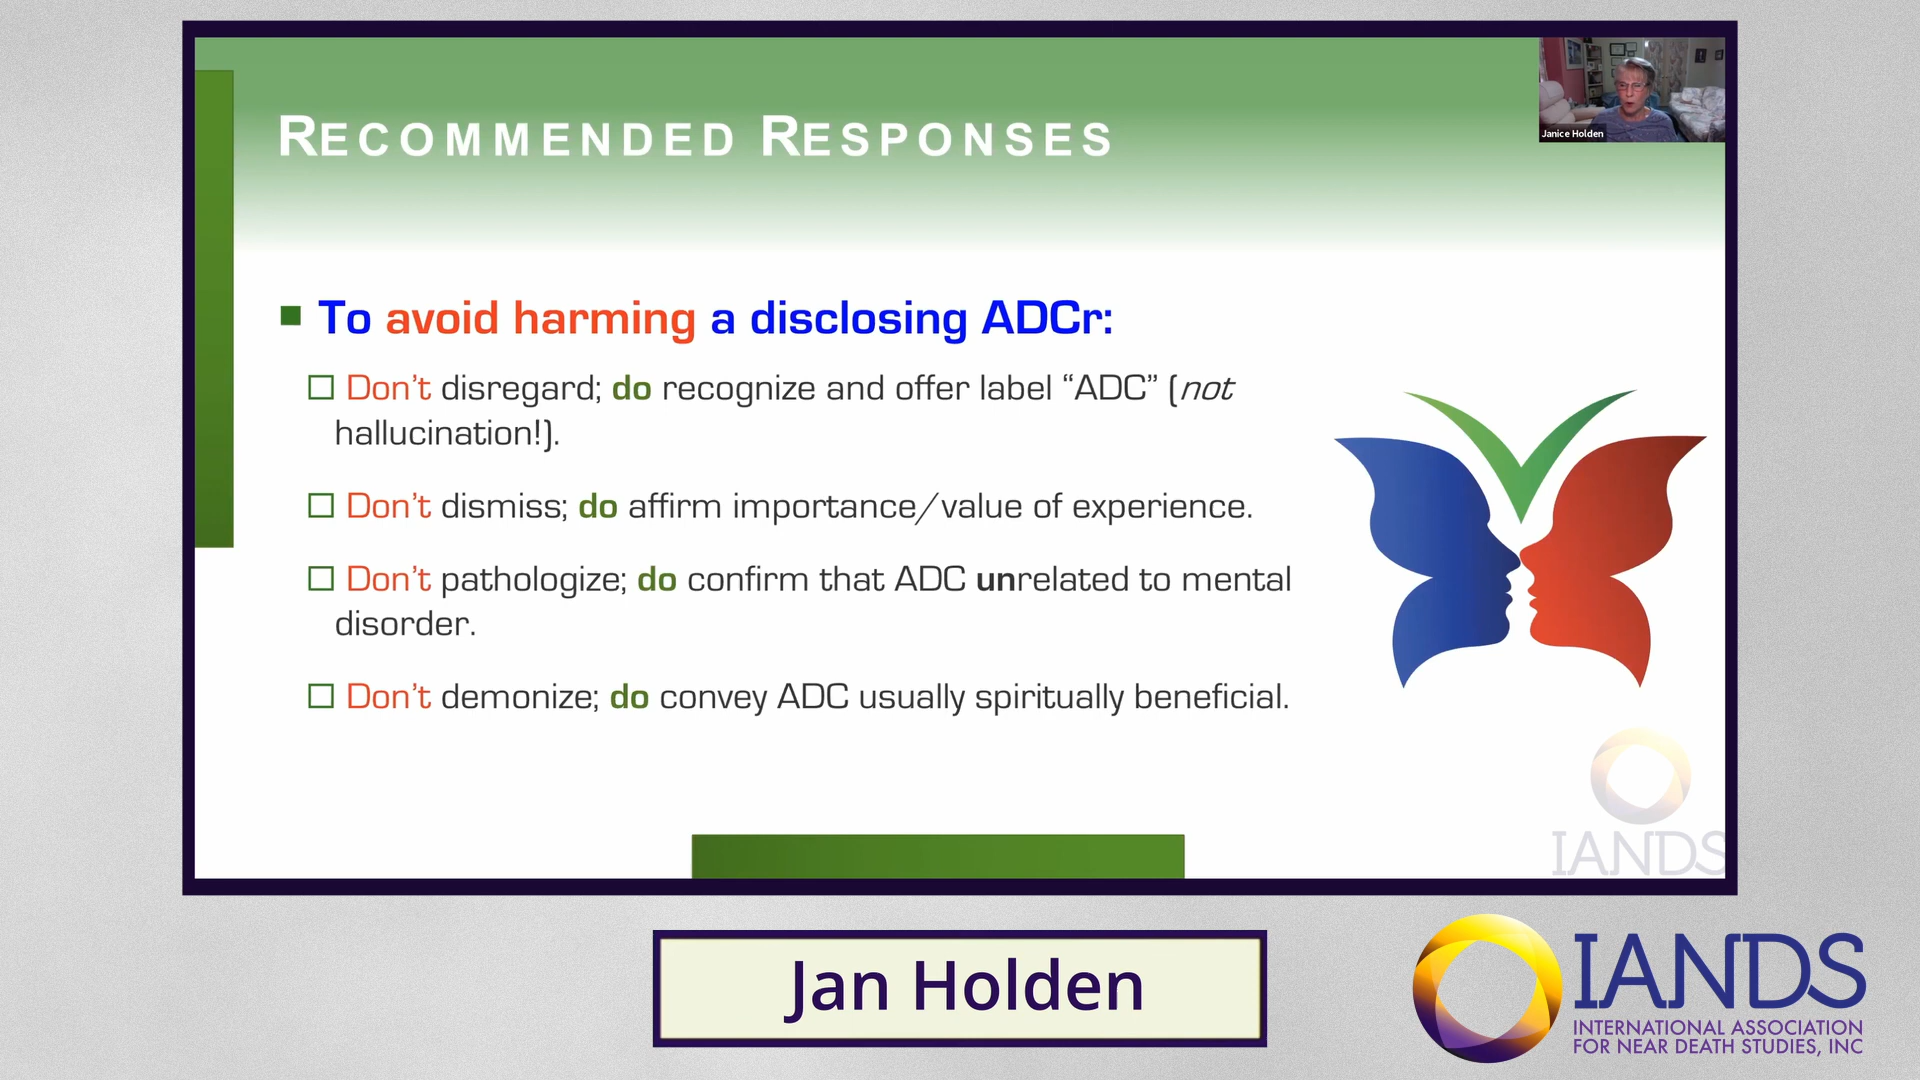 RECOMMENDED RESPONSES
Janice Holden
To avoid harming a disclosing ADCr:
Don't disregard; do recognize and offer label “ADC” (not
hallucination!).
Don't dismiss; do affirm importance/value of experience.
Don't pathologize; do confirm that ADC unrelated to mental
disorder.
Don't demonize; do convey ADC usually spiritually beneficial.
IANDS
Jan Holden
IANDS
INTERNATIONAL ASSOCIATION
FOR NEAR DEATH STUDIES, INC